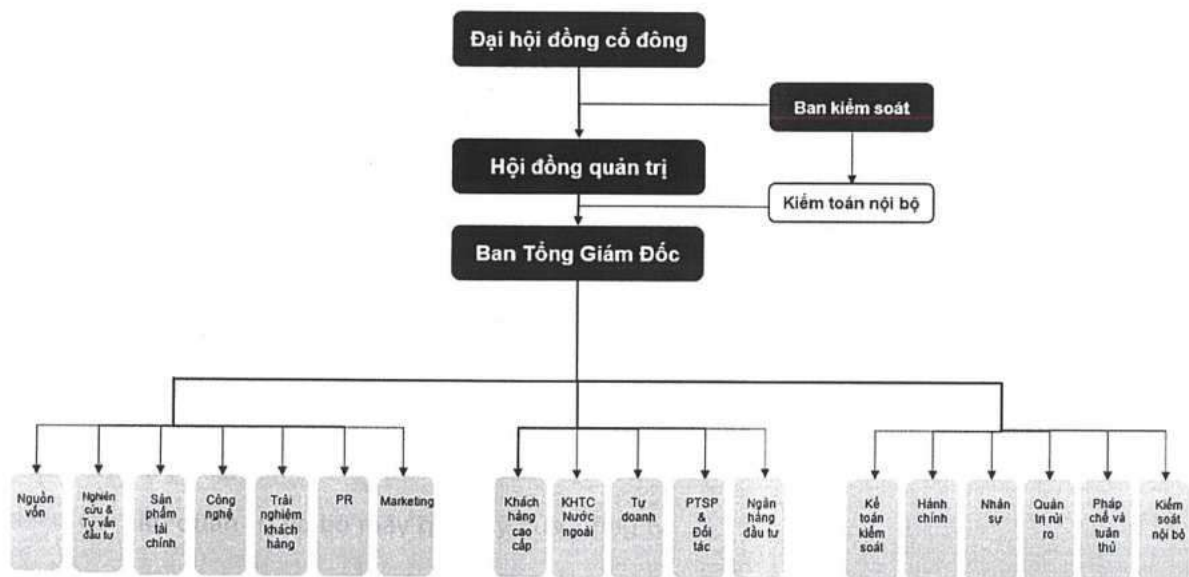 Đại hội đồng cổ đông
Ban kiểm soát
Hội đồng quản trị
Kiểm toán nội bộ
Ban Tổng Giám Đốc
Nguồn
vốn
Nghiên
cứu &
Tư vấn
đầu tư
Sản
phẩm tài
chính
Công
nghệ
Trải
nghiệm
khách
hàng
PR
Marketing
Khách
hàng cao
cấp
KHTC
Nước
ngoài
Tự
doanh
PTSP
&
Đối
tác
Ngân
hàng
đầu tư
Kế
toán
kiểm
soát
Hành
chính
Nhân
sự
Quản
trị rủi
ro
Pháp
chế và
tuân
thủ
Kiểm
soát
nội bộ